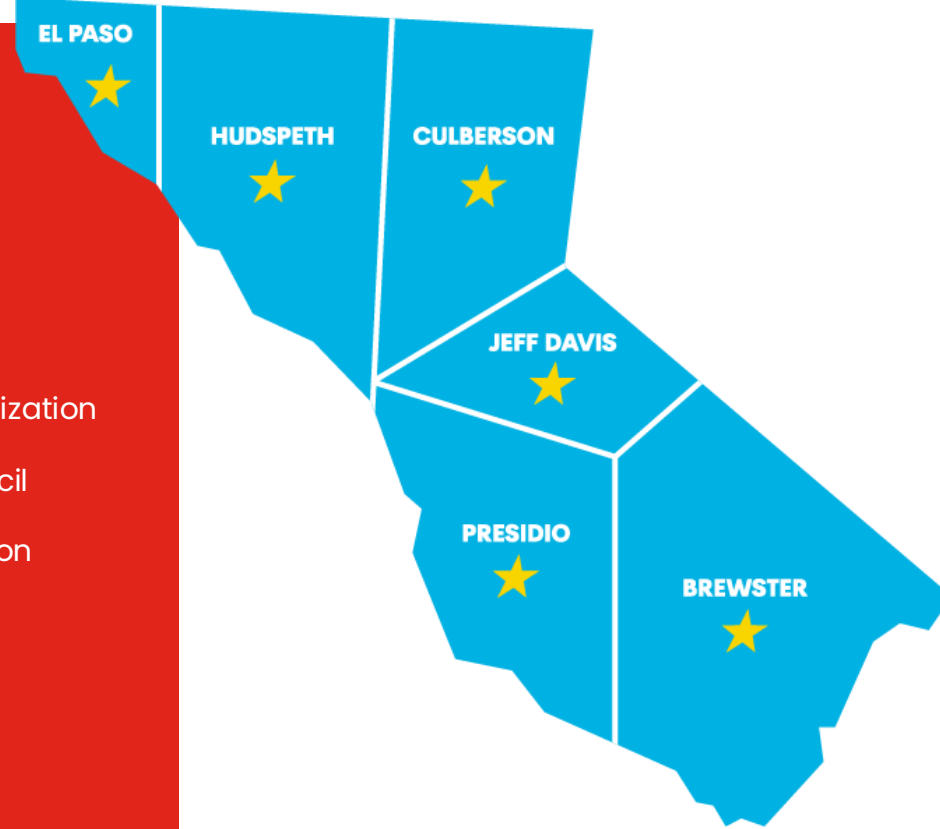 EL PASO
HUDSPETH
CULBERSON
JEFF DAVIS
ization
cil
on
PRESIDIO
BREWSTER